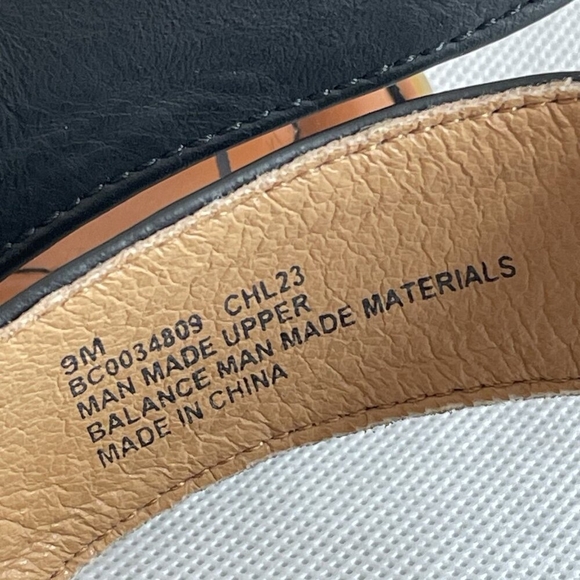 9M
BC0034809 CHL23
MAN MADE UPPER
BALANCE MAN MADE MATERIALS
MADE IN CHINA